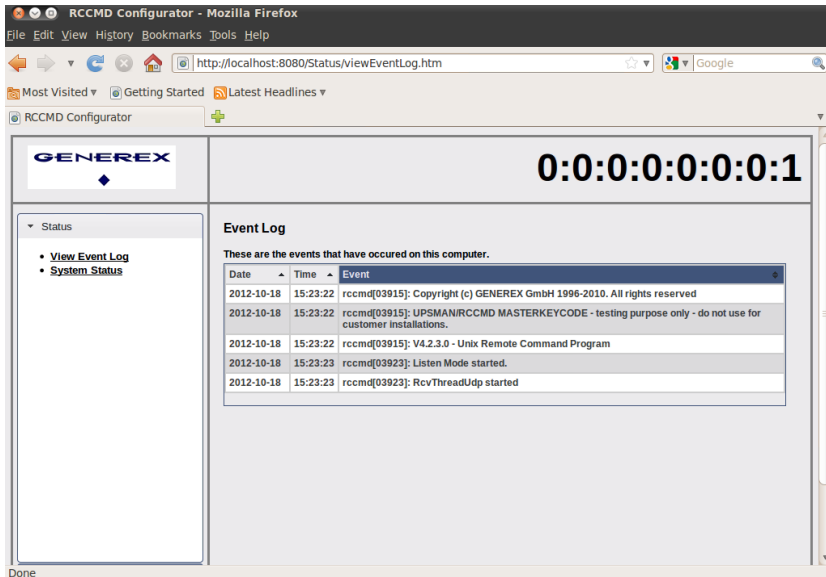 RCCMD Configurator - Mozilla Firefox
File Edit View History Bookmarks Tools Help
http://localhost:8080/Status/viewEventLog.htm
Google
Most Visited Getting Started Latest Headlines
RCCMD Configurator
GENEREX
0:0:0:0:0:0:0:1
Status
View Event Log
System Status
Event Log
These are the events that have occured on this computer.
Date Time Event
2012-10-18 15:23:22 rccmd[03915]: Copyright (c) GENEREX GmbH 1996-2010. All rights reserved
2012-10-18 15:23:22 rccmd[03915]: UPSMAN/RCCMD MASTERKEYCODE - testing purpose only - do not use for
customer installations.
2012-10-18 15:23:22 rccmd[03915]: V4.2.3.0 - Unix Remote Command Program
2012-10-18 15:23:23 rccmd[03923]: Listen Mode started.
2012-10-18 15:23:23 rccmd[03923]: RcvThreadUdp started
Done